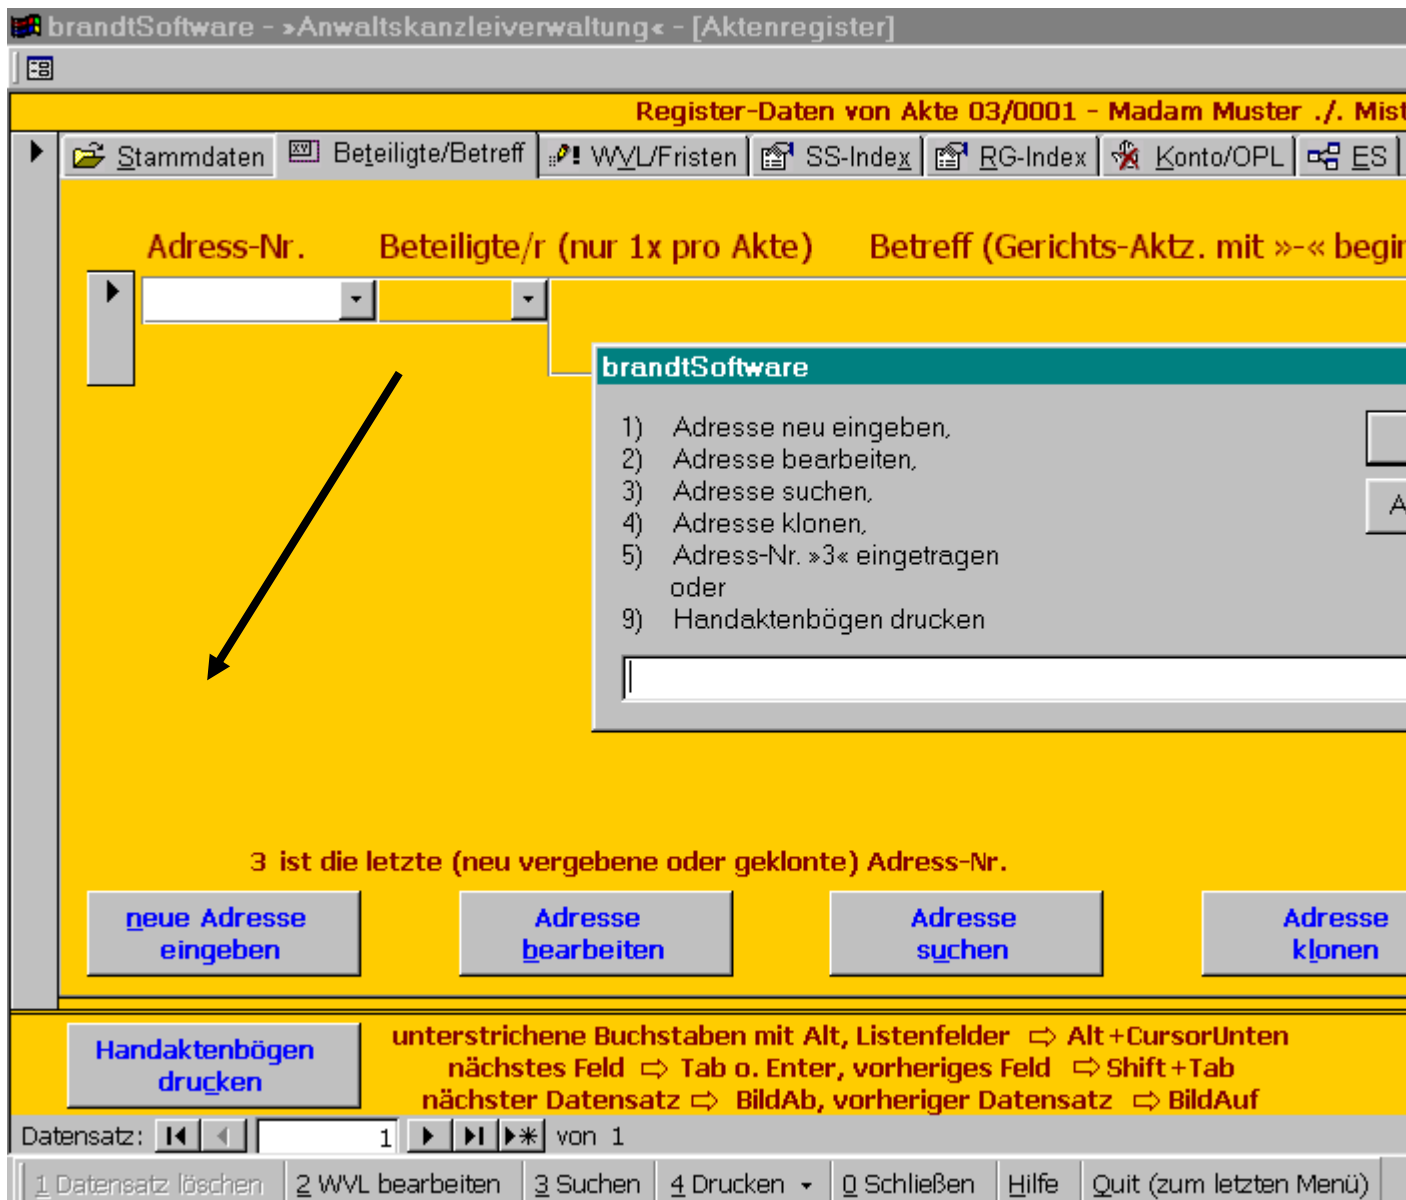 brandtSoftware - »Anwaltskanzleiverwaltung« - [Aktenregister]
Register-Daten von Akte 03/0001 - Madam Muster ./. Mist
Stammdaten Beteiligte/Betreff WVL/Fristen SS-Index RG-Index Konto/OPL ES
Adress-Nr. Beteiligte/r (nur 1x pro Akte) Betreff (Gerichts-Aktz. mit »-« begin
brandtSoftware
1) Adresse neu eingeben,
2) Adresse bearbeiten,
3) Adresse suchen,
A
4) Adresse klonen,
5) Adress-Nr. »3« eingetragen
oder
9) Handaktenbögen drucken
3 ist die letzte (neu vergebene oder geklonte) Adress-Nr.
neue Adresse
eingeben
Adresse
bearbeiten
Adresse
suchen
Adresse
klonen
Handaktenbögen
drucken
unterstrichene Buchstaben mit Alt, Listenfelder ⇨ Alt+CursorUnten
nächstes Feld ⇨ Tab o. Enter, vorheriges Feld ⇨ Shift+Tab
nächster Datensatz ⇨ BildAb, vorheriger Datensatz ⇨ BildAuf
Datensatz: 1 von 1
1 Datensatz löschen 2 WVL bearbeiten 3 Suchen 4 Drucken 0 Schließen Hilfe Quit (zum letzten Menü)